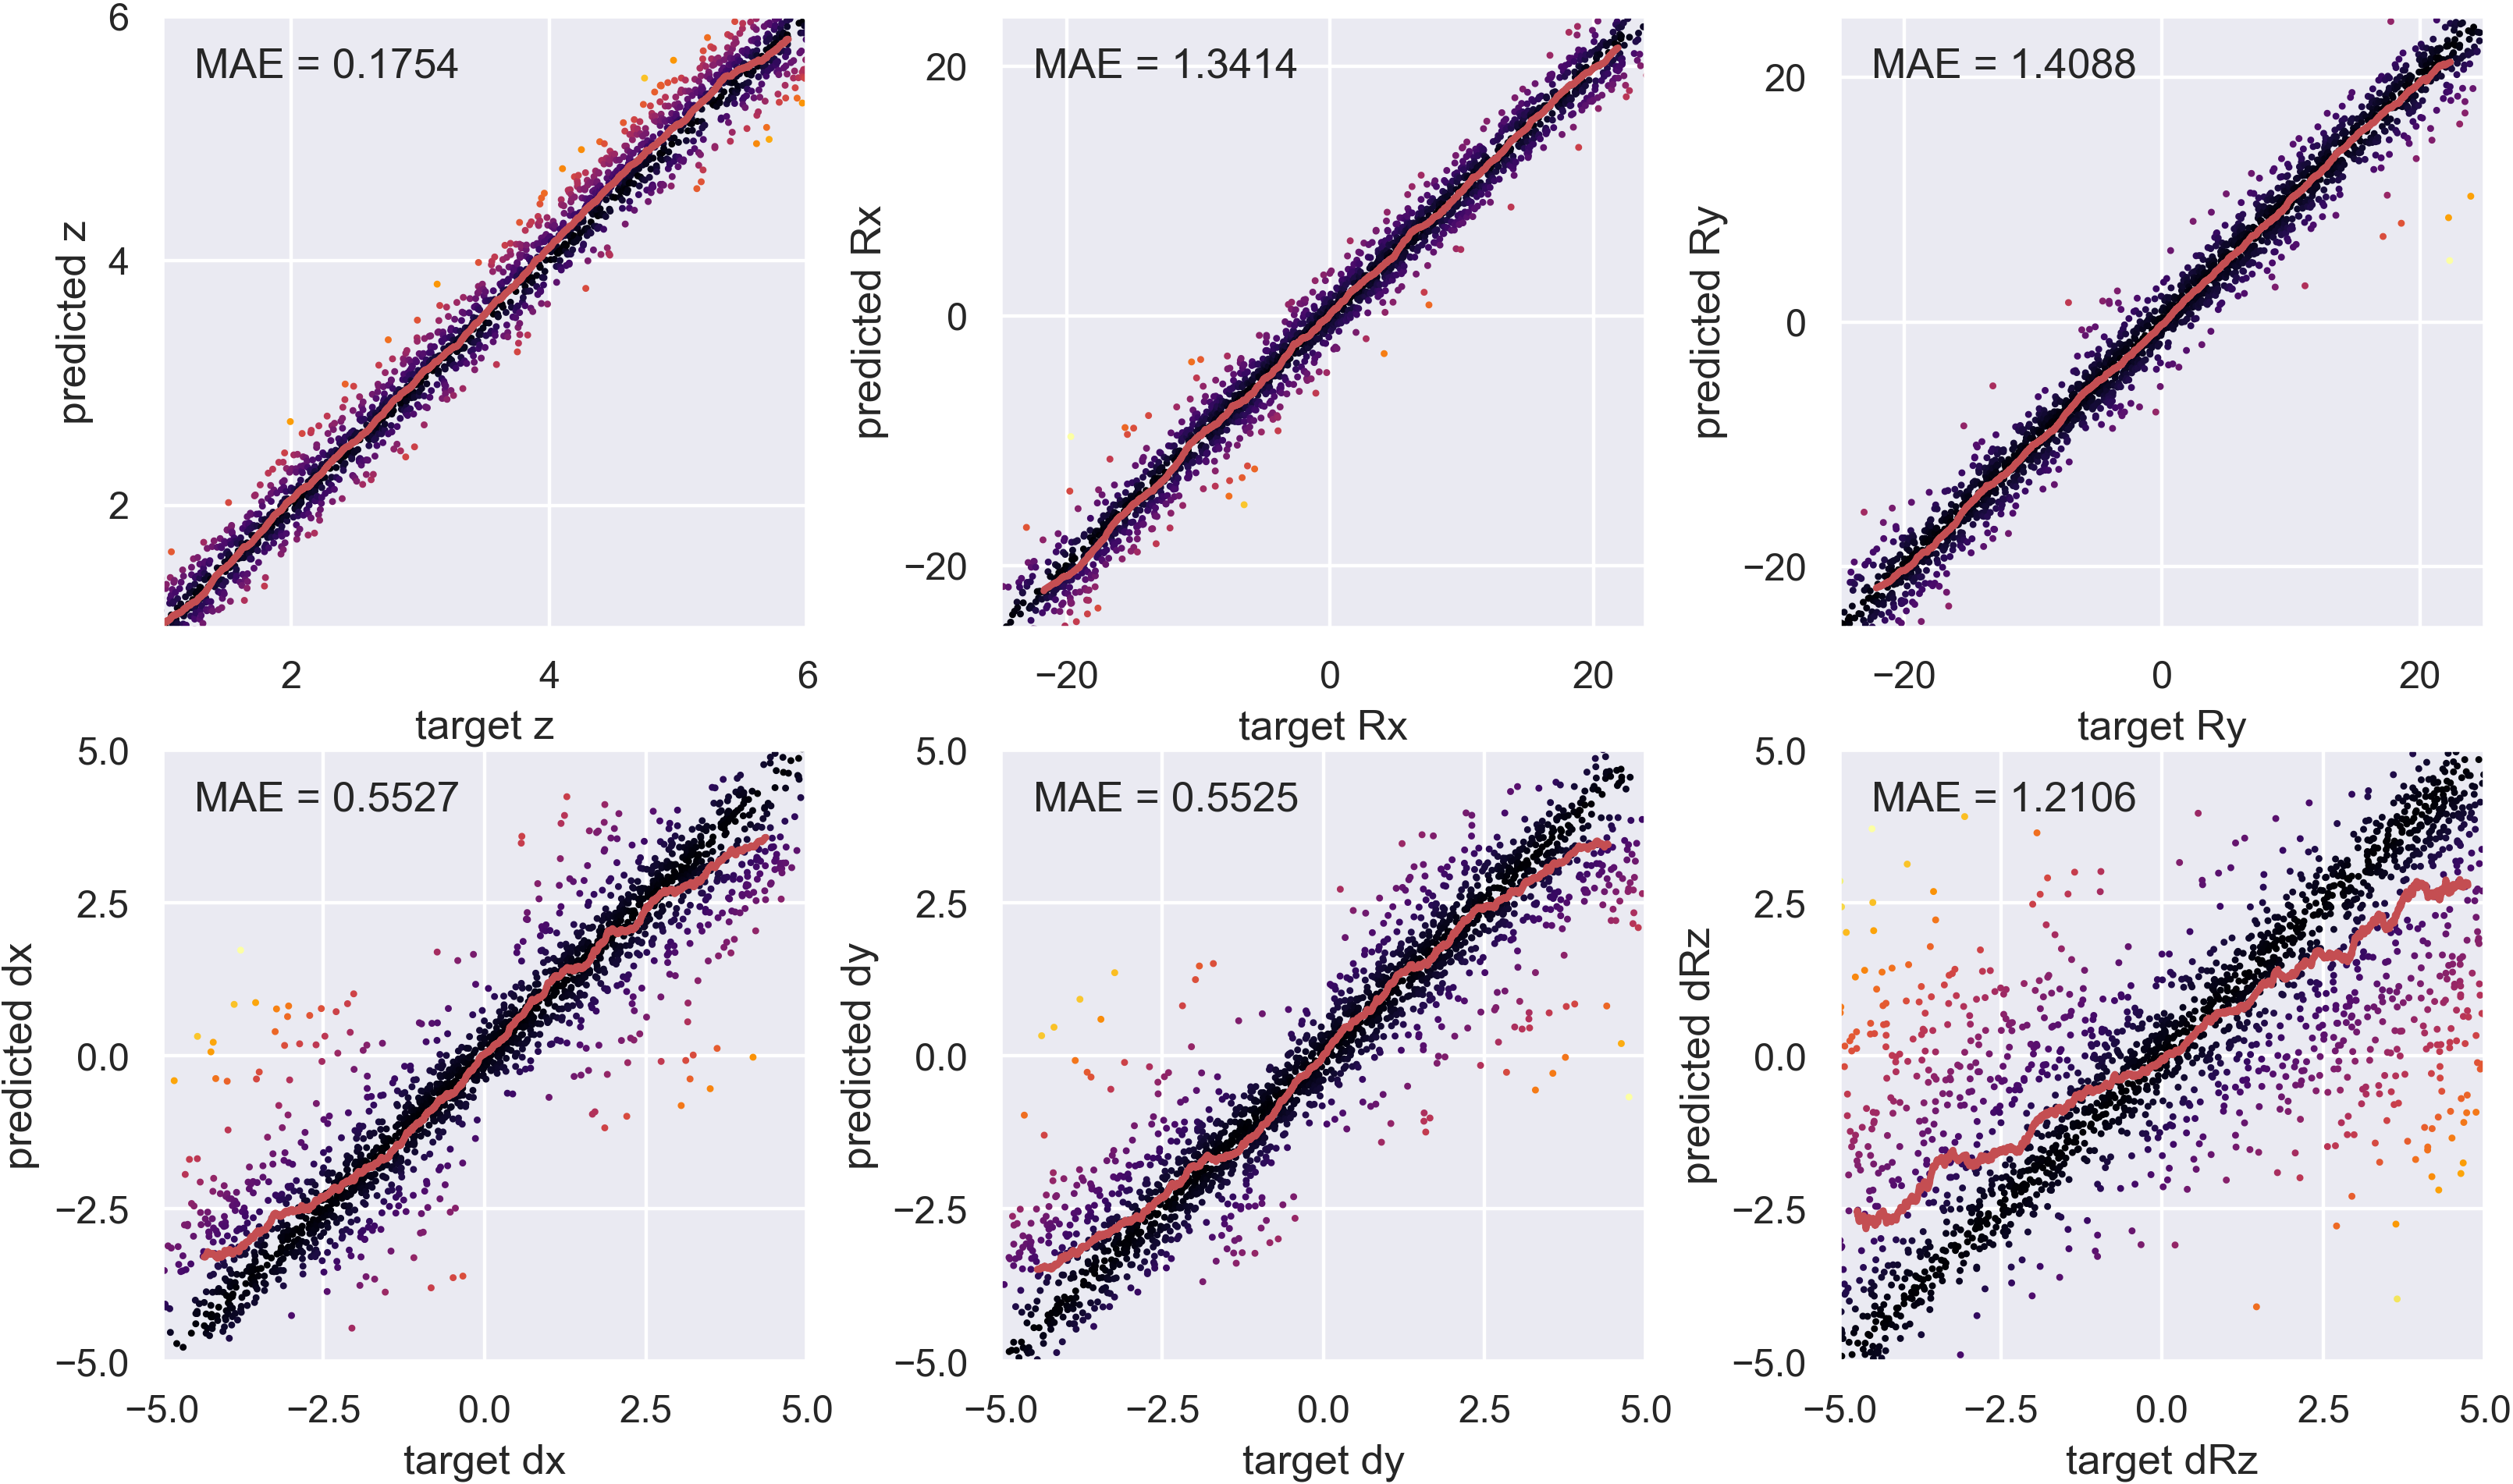 6
4
2
predicted z
MAE = 0.1754
2
4
6
target z
20
0
−20
predicted Rx
MAE = 1.3414
−20
0
20
target Rx
20
0
−20
predicted Ry
MAE = 1.4088
−20
0
20
target Ry
5.0
2.5
0.0
−2.5
−5.0
predicted dx
MAE = 0.5527
−5.0
−2.5
0.0
2.5
5.0
target dx
5.0
2.5
0.0
−2.5
−5.0
predicted dy
MAE = 0.5525
−5.0
−2.5
0.0
2.5
5.0
target dy
5.0
2.5
0.0
−2.5
−5.0
predicted dRz
MAE = 1.2106
−5.0
−2.5
0.0
2.5
5.0
target dRz